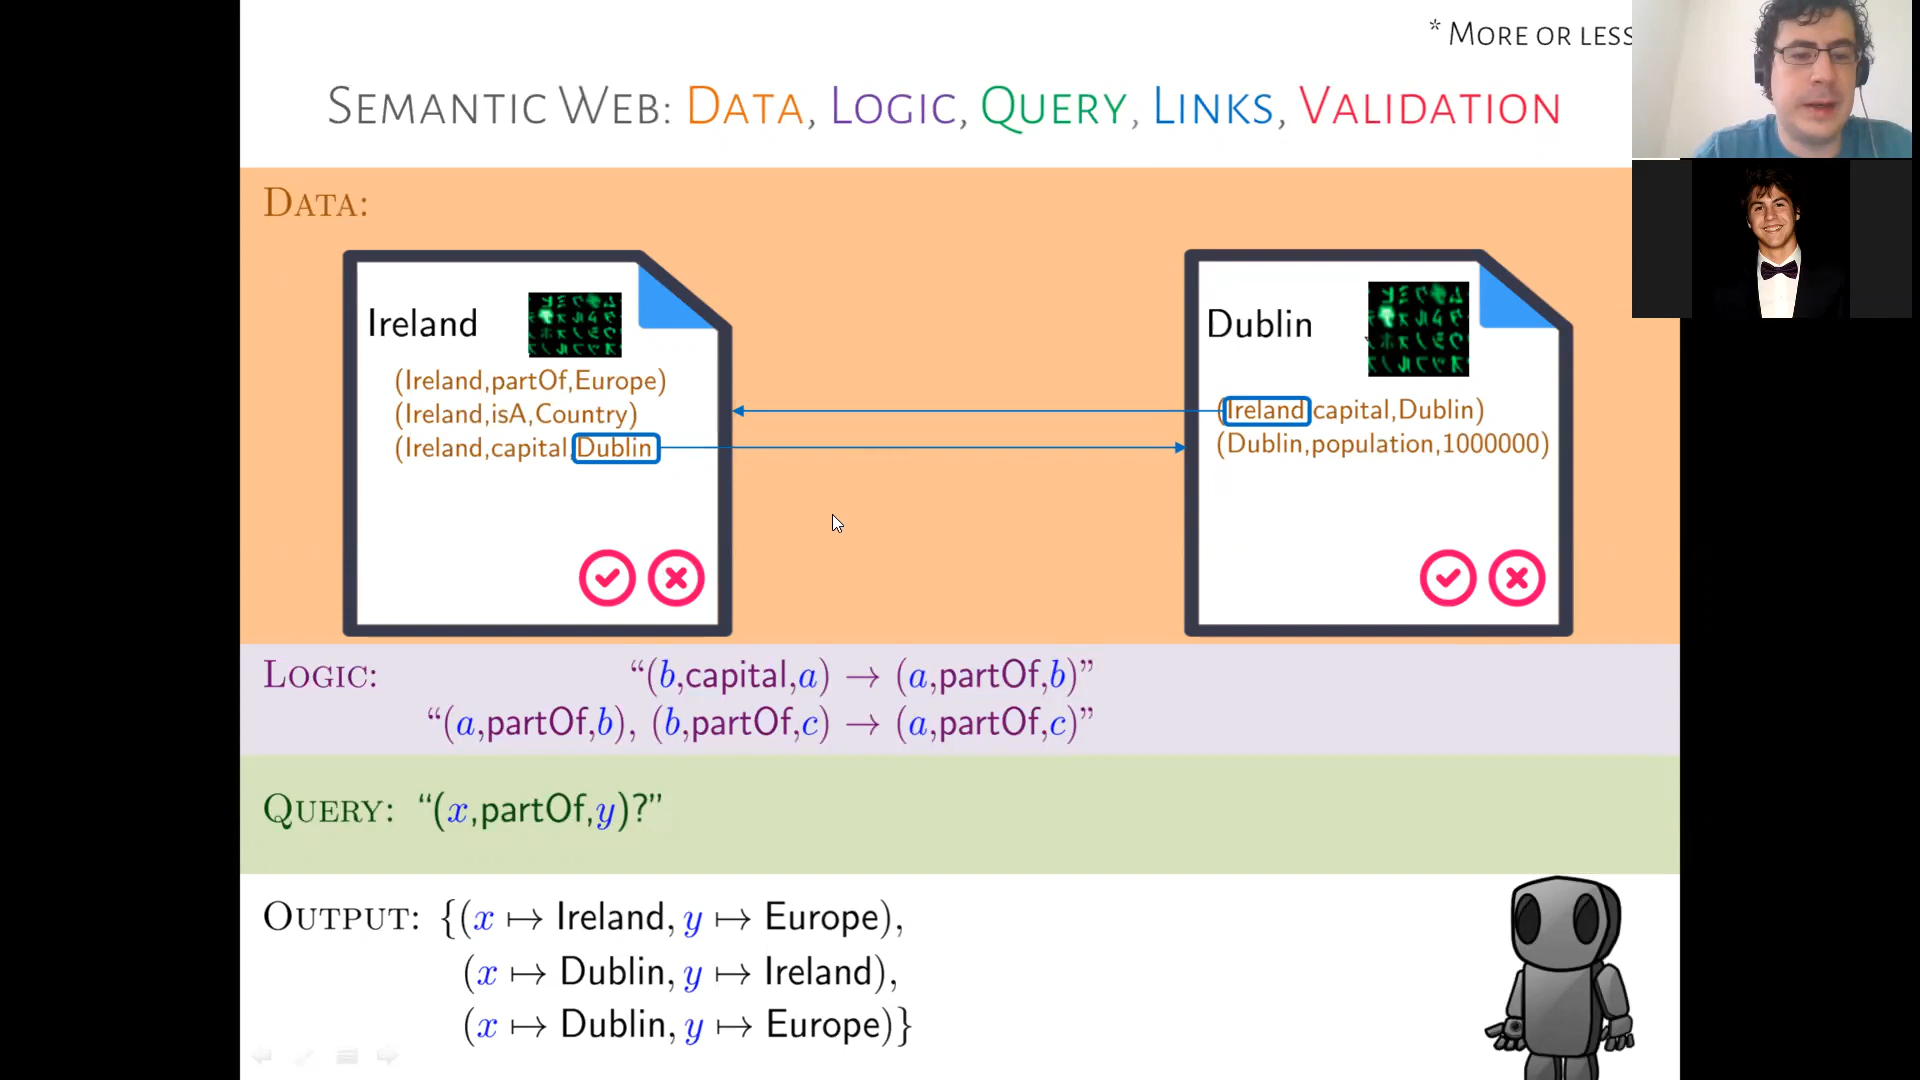 * More or less
Semantic Web: Data, Logic, Query, Links, Validation
Data:
Ireland
(Ireland,partOf,Europe)
(Ireland,isA,Country)
(Ireland,capital,Dublin)
Dublin
(Ireland,capital,Dublin)
(Dublin,population,1000000)
Logic: “(b,capital,a) → (a,partOf,b)”
“(a,partOf,b), (b,partOf,c) → (a,partOf,c)”
Query: “(x,partOf,y)?”
Output: {(x ↦ Ireland, y ↦ Europe),
(x ↦ Dublin, y ↦ Ireland),
(x ↦ Dublin, y ↦ Europe)}